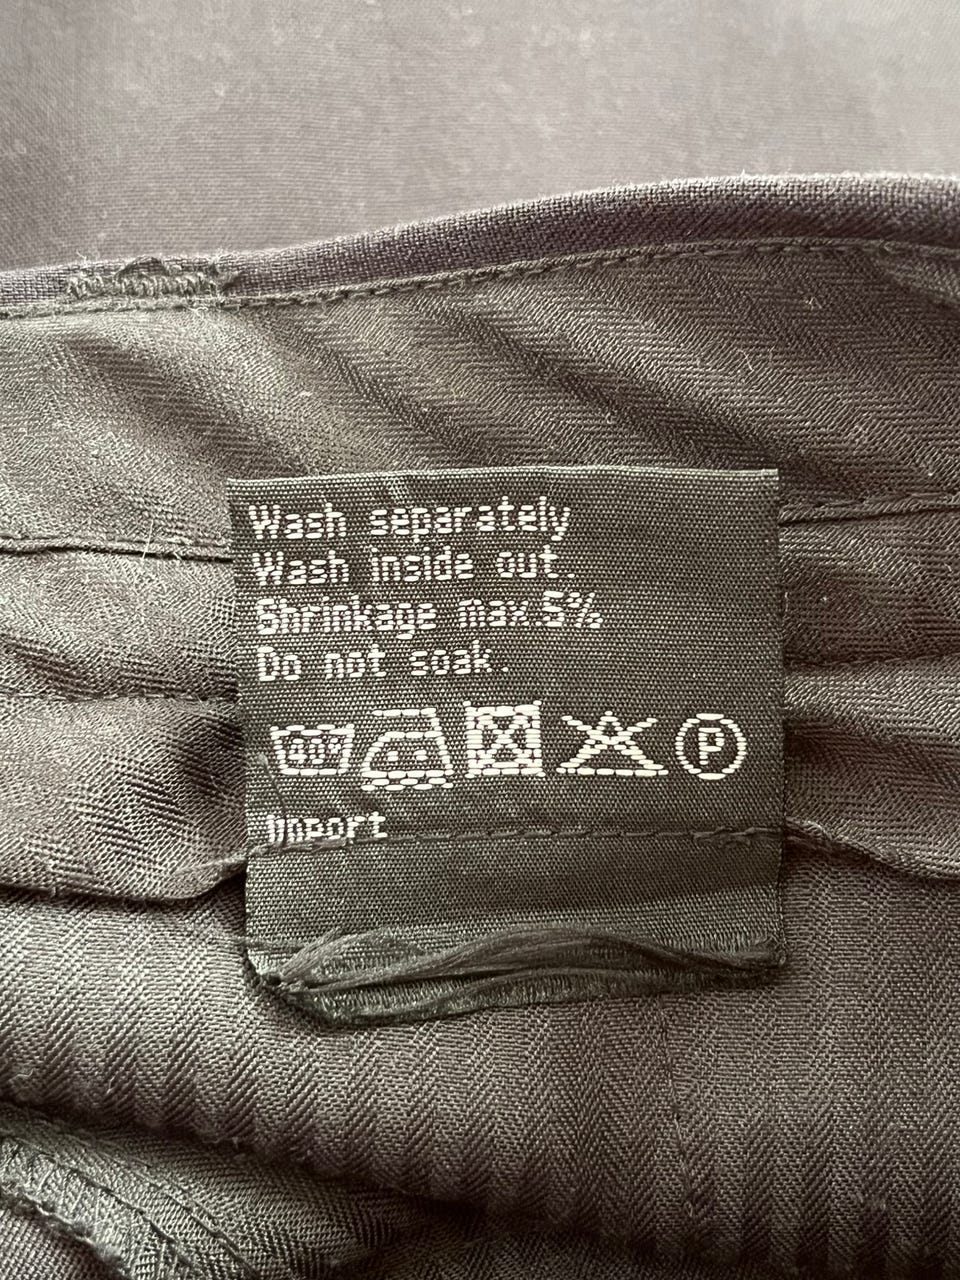 Wash separately
Wash inside out.
Shrinkage max.5%
Do not soak.
40° P
Import